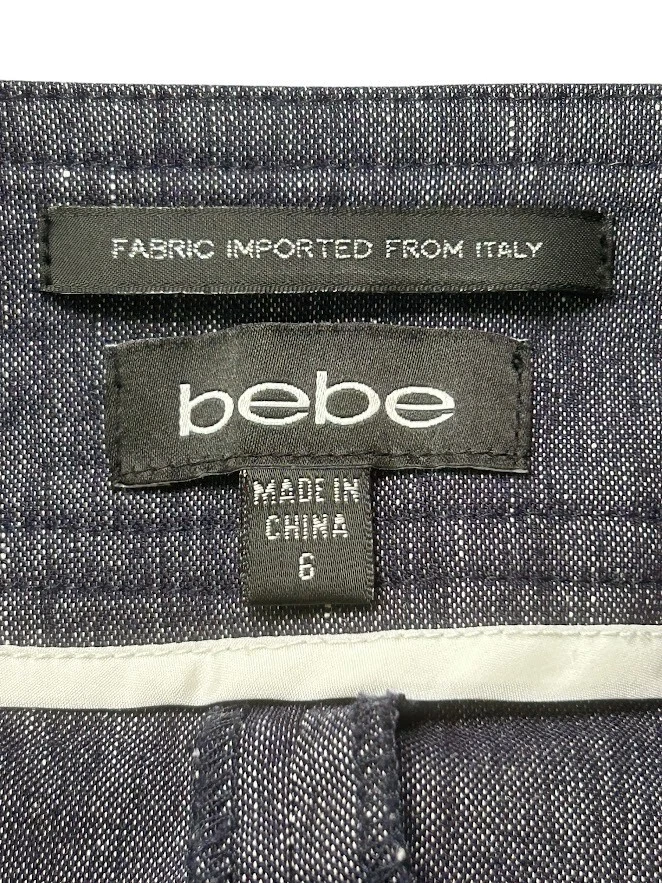 FABRIC IMPORTED FROM ITALY
bebe
MADE IN
CHINA
6